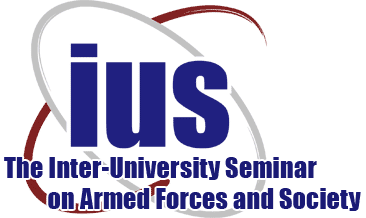 ius
The Inter-University Seminar
on Armed Forces and Society